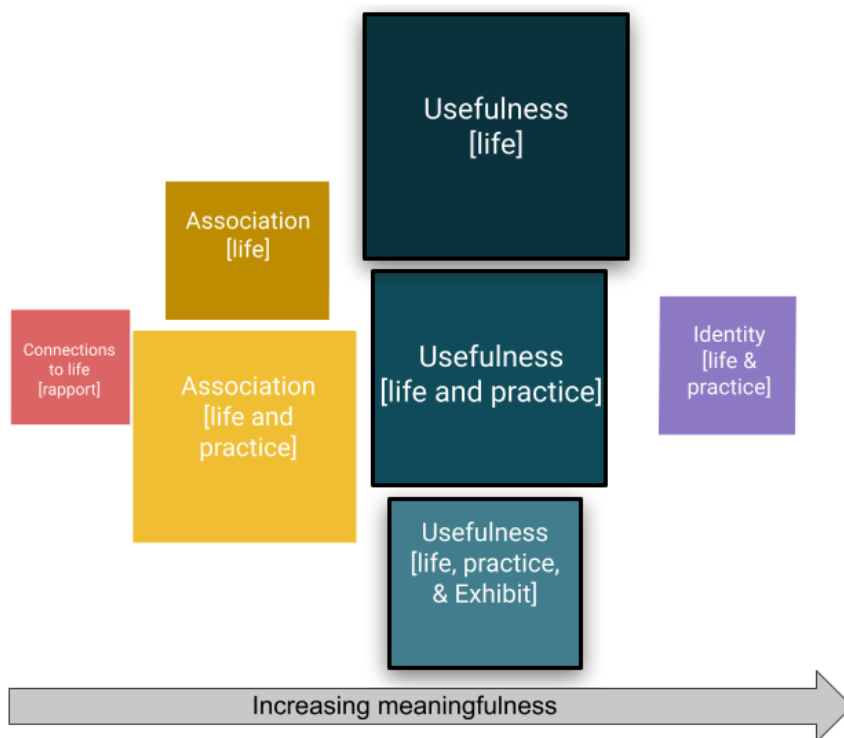 Usefulness
[life]
Association
[life]
Connections
to life
[rapport]
Association
[life and
practice]
Usefulness
[life and practice]
Identity
[life &
practice]
Usefulness
[life, practice,
& Exhibit]
Increasing meaningfulness